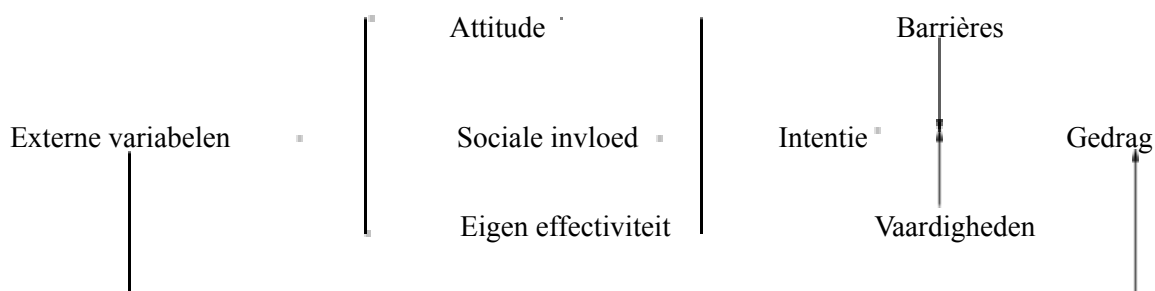 Attitude Barrières
Externe variabelen Sociale invloed Intentie Gedrag
Eigen effectiviteit Vaardigheden